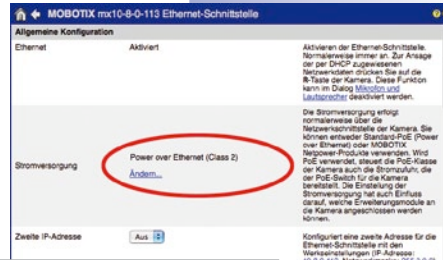 MOBOTIX mx10-8-0-113 Ethernet-Schnittstelle
Allgemeine Konfiguration
Ethernet
Aktiviert
Aktivieren der Ethernet-Schnittstelle.
Normalerweise immer an. Zur Ansage
der per DHCP zugewiesenen
Netzwerkdaten drücken Sie auf die
R-Taste der Kamera. Diese Funktion
kann im Dialog Mikrofon und
Lautsprecher deaktiviert werden.
Stromversorgung
Power over Ethernet (Class 2)
Ändern...
Die Stromversorgung erfolgt
normalerweise über die
Netzwerkschnittstelle der Kamera. Sie
können entweder Standard-PoE (Power
over Ethernet) oder MOBOTIX
Netpower-Produkte verwenden. Wird
PoE verwendet, steuert die PoE-Klasse
der Kamera auch die Stromzufuhr, die
der PoE-Switch für die Kamera
bereitstellt. Die Einstellung der
Stromversorgung hat auch Einfluss
darauf, welche Erweiterungsmodule an
die Kamera angeschlossen werden
können.
Zweite IP-Adresse
Aus
Konfiguriert eine zweite Adresse für die
Ethernet-Schnittstelle mit den
Werkseinstellungen (IP-Adresse: